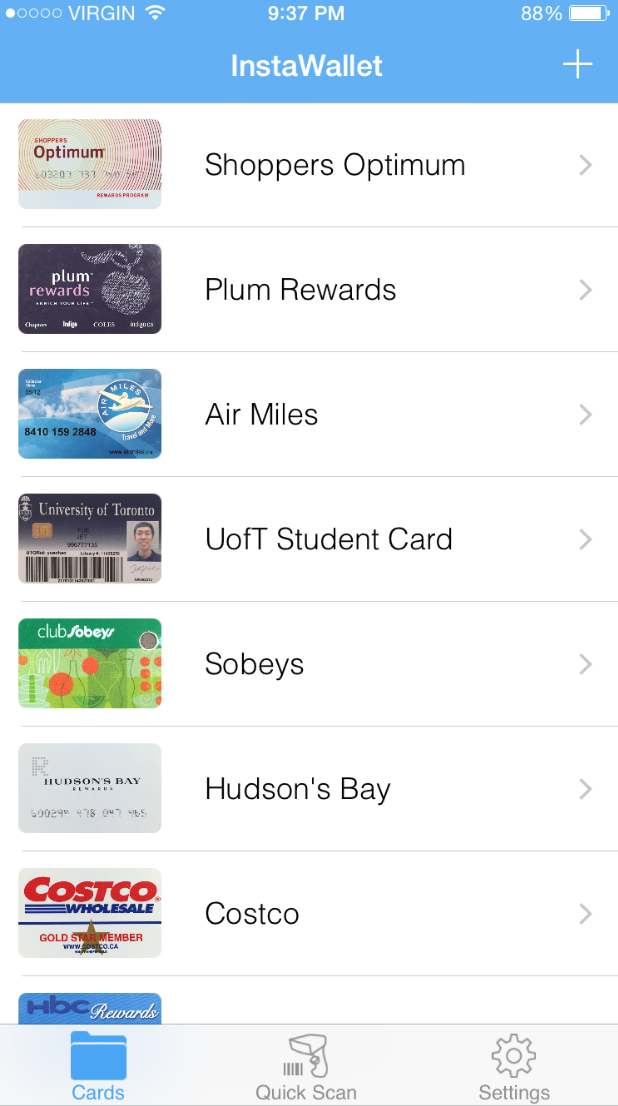 VIRGIN 9:37 PM 88%
InstaWallet
SHOPPERS
Optimum
REWARDS PROGRAM
Shoppers Optimum
plum
rewards
ENRICH YOUR LIFE
Chapters Indigo COLES indigo.ca
Plum Rewards
AIR MILES
8410 159 2848
Travel and More
Air Miles
University of Toronto
UofT Student Card
club Sobeys
Sobeys
R
HUDSON'S BAY
REWARDS
Hudson's Bay
COSTCO
WHOLESALE
GOLD STAR MEMBER
WWW.COSTCO.CA
Costco
Hbc Rewards
Cards Quick Scan Settings